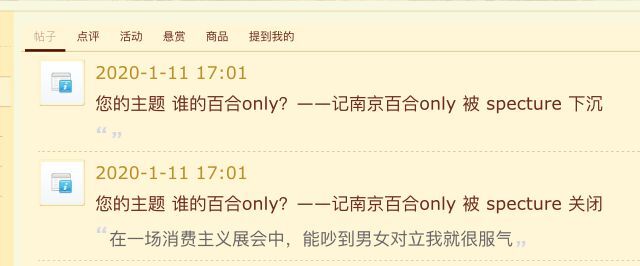 帖子 点评 活动 悬赏 商品 提到我的
2020-1-11 17:01
您的主题 谁的百合only？——记南京百合only 被 specture 下沉
“ ”
2020-1-11 17:01
您的主题 谁的百合only？——记南京百合only 被 specture 关闭
“在一场消费主义展会中，能吵到男女对立我就很服气”